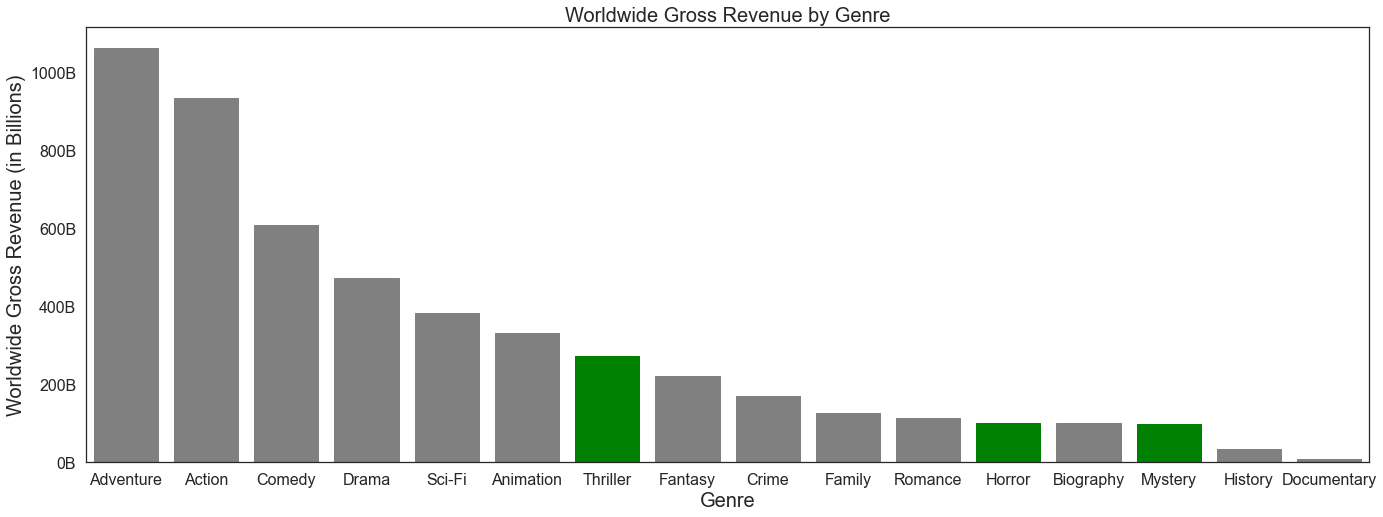 Worldwide Gross Revenue by Genre
Worldwide Gross Revenue (in Billions)
1000B
800B
600B
400B
200B
0B
Adventure Action Comedy Drama Sci-Fi Animation Thriller Fantasy Crime Family Romance Horror Biography Mystery History Documentary
Genre